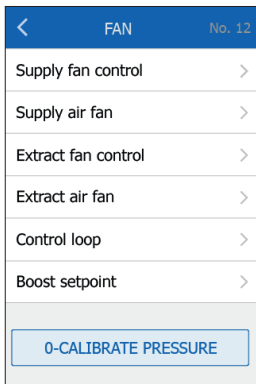 FAN No. 12
Supply fan control
Supply air fan
Extract fan control
Extract air fan
Control loop
Boost setpoint
0-CALIBRATE PRESSURE